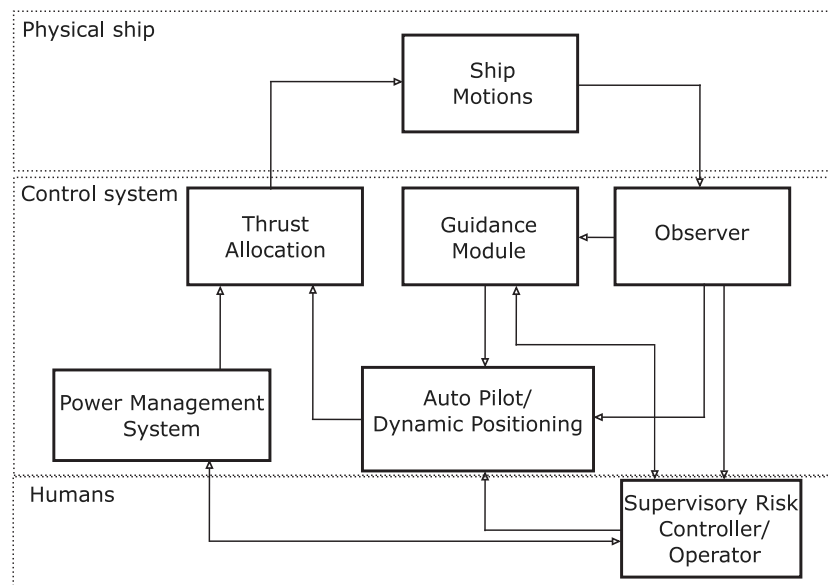 Physical ship
Ship
Motions
Control system
Thrust
Allocation
Guidance
Module
Observer
Power Management
System
Auto Pilot/
Dynamic Positioning
Humans
Supervisory Risk
Controller/
Operator